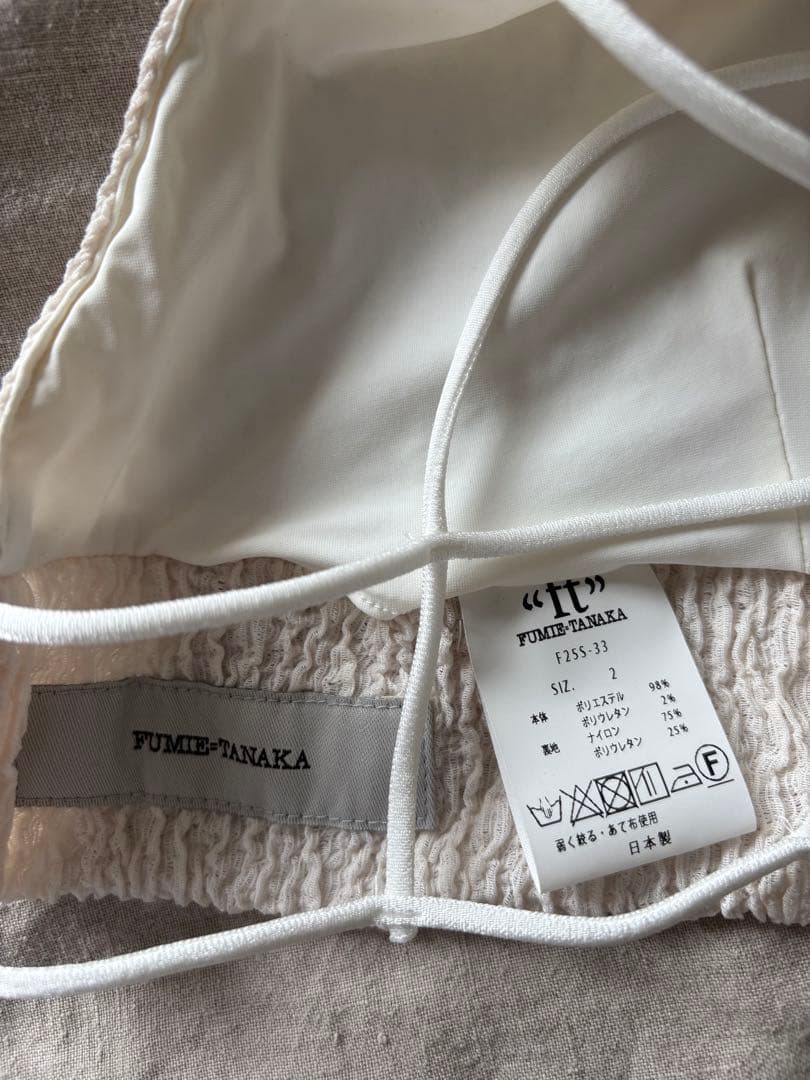 FUMIE=TANAKA
“ft”
FUMIE=TANAKA
F25S-33
SIZ. 2
本体 ポリエステル 98%
ポリウレタン 2%
裏地 ナイロン 75%
ポリウレタン 25%
F
弱く絞る・あて布使用
日本製